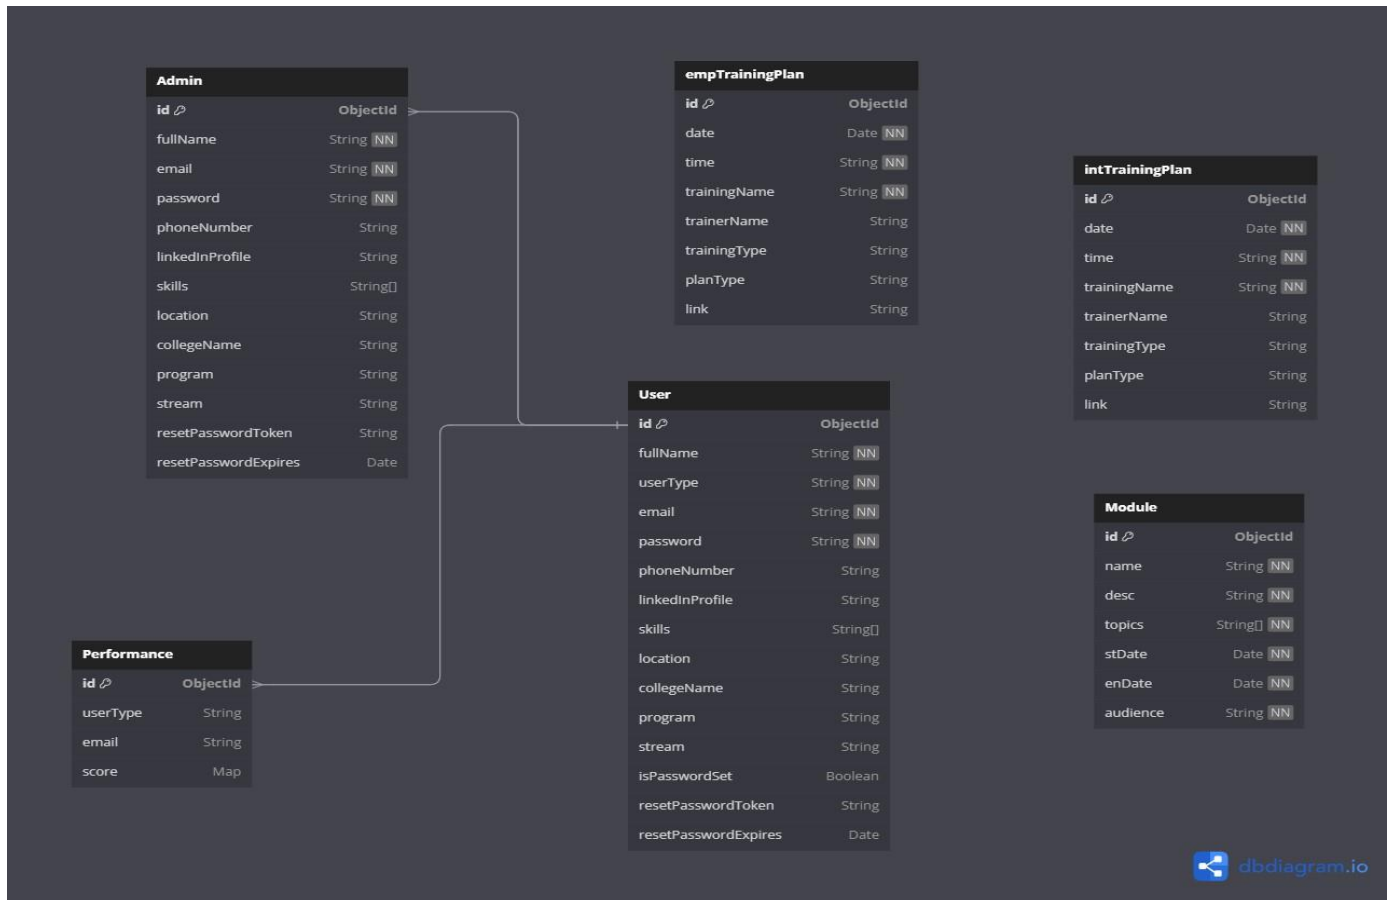 Admin
id ObjectId
fullName String NN
email String NN
password String NN
phoneNumber String
linkedInProfile String
skills String[]
location String
collegeName String
program String
stream String
resetPasswordToken String
resetPasswordExpires Date
empTrainingPlan
id ObjectId
date Date NN
time String NN
trainingName String NN
trainerName String
trainingType String
planType String
link String
intTrainingPlan
id ObjectId
date Date NN
time String NN
trainingName String NN
trainerName String
trainingType String
planType String
link String
User
id ObjectId
fullName String NN
userType String NN
email String NN
password String NN
phoneNumber String
linkedInProfile String
skills String[]
location String
collegeName String
program String
stream String
isPasswordSet Boolean
resetPasswordToken String
resetPasswordExpires Date
Module
id ObjectId
name String NN
desc String NN
topics String[] NN
stDate Date NN
enDate Date NN
audience String NN
Performance
id ObjectId
userType String
email String
score Map
dbdiagram.io